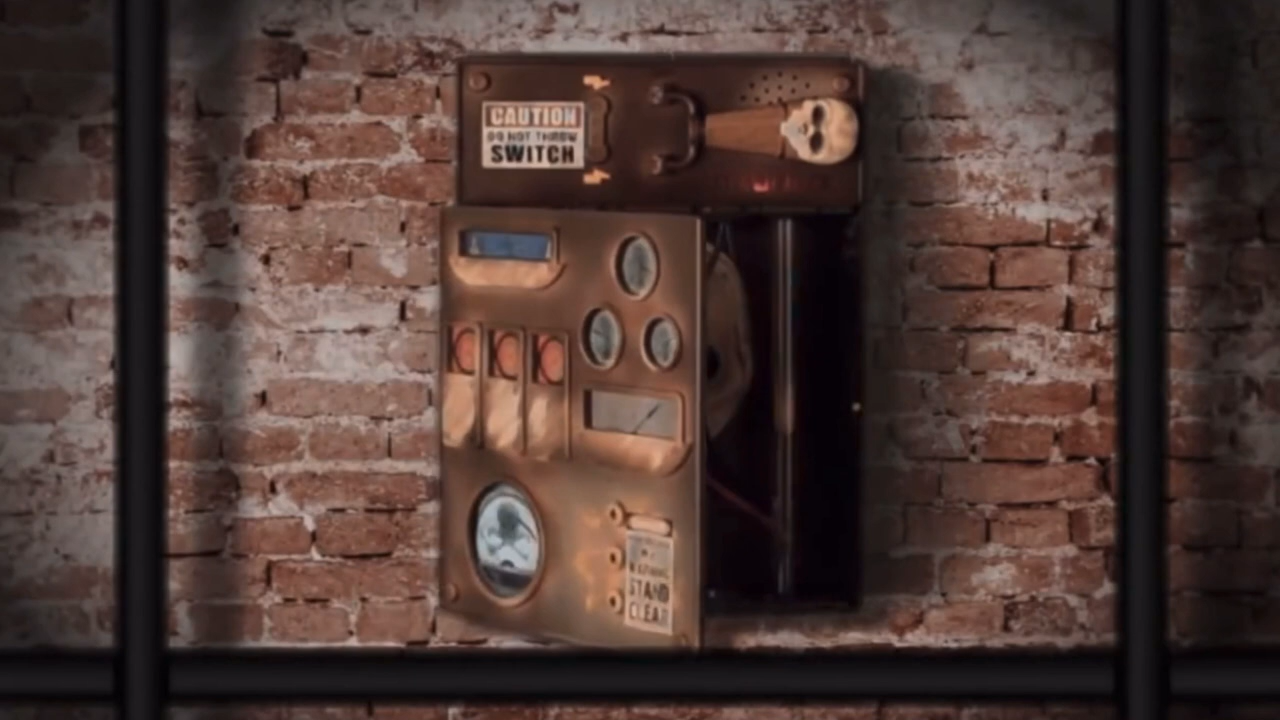 CAUTION
DO NOT THROW
SWITCH
WARNING
STAND
CLEAR